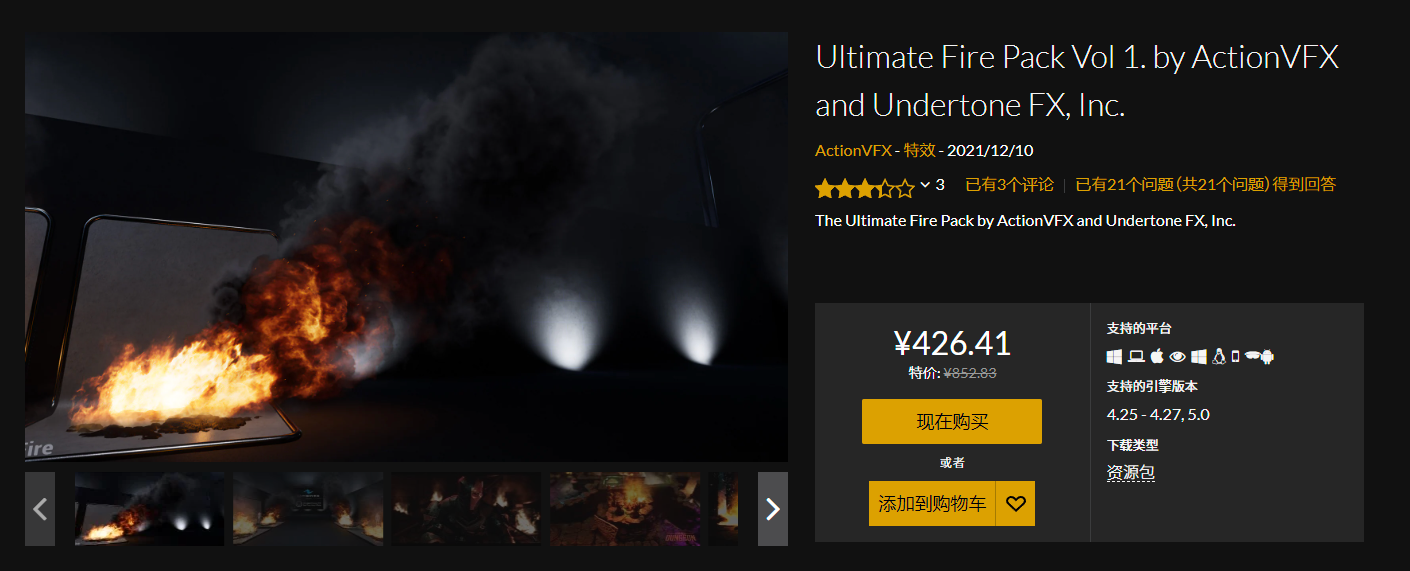 Ultimate Fire Pack Vol 1. by ActionVFX
and Undertone FX, Inc.
ActionVFX - 特效 - 2021/12/10
3 已有3个评论 | 已有21个问题 (共21个问题) 得到回答
The Ultimate Fire Pack by ActionVFX and Undertone FX, Inc.
¥426.41
特价: ¥852.83
现在购买
或者
添加到购物车
支持的平台
支持的引擎版本
4.25 - 4.27, 5.0
下载类型
资源包
ire